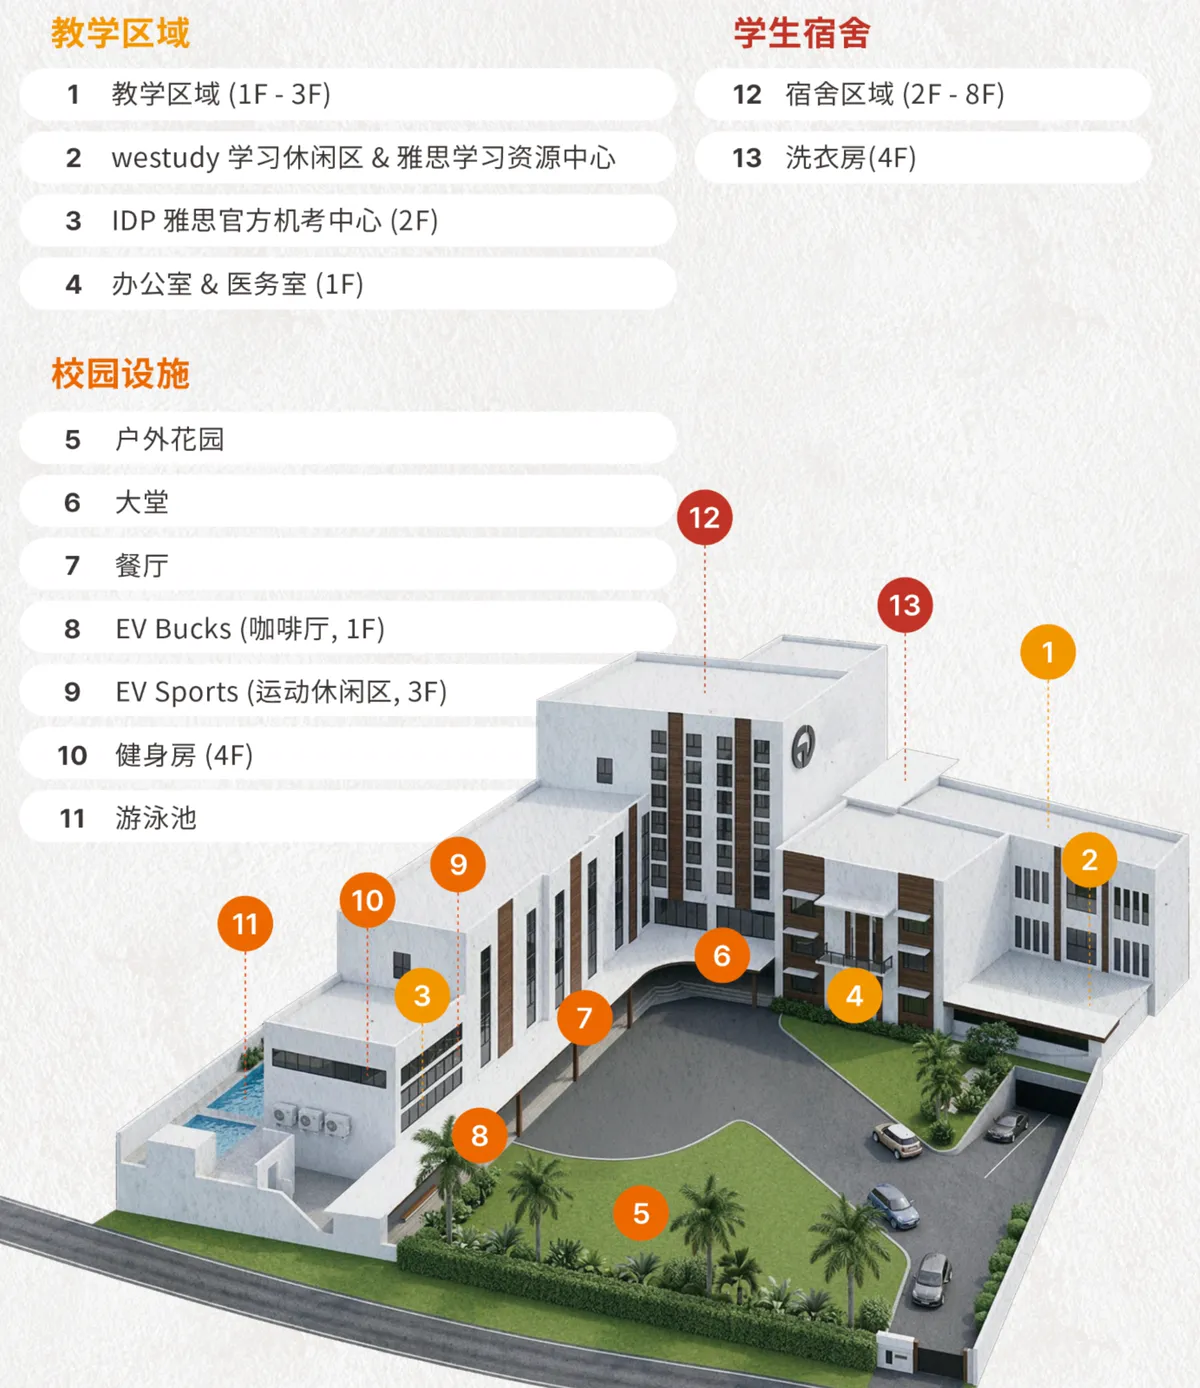 教学区域
1 教学区域 (1F - 3F)
2 westudy 学习休闲区 & 雅思学习资源中心
3 IDP 雅思官方机考中心 (2F)
4 办公室 & 医务室 (1F)
学生宿舍
12 宿舍区域 (2F - 8F)
13 洗衣房(4F)
校园设施
5 户外花园
6 大堂
7 餐厅
8 EV Bucks (咖啡厅, 1F)
9 EV Sports (运动休闲区, 3F)
10 健身房 (4F)
11 游泳池
12
13
1
2
9
10
11
3
6
4
7
8
5